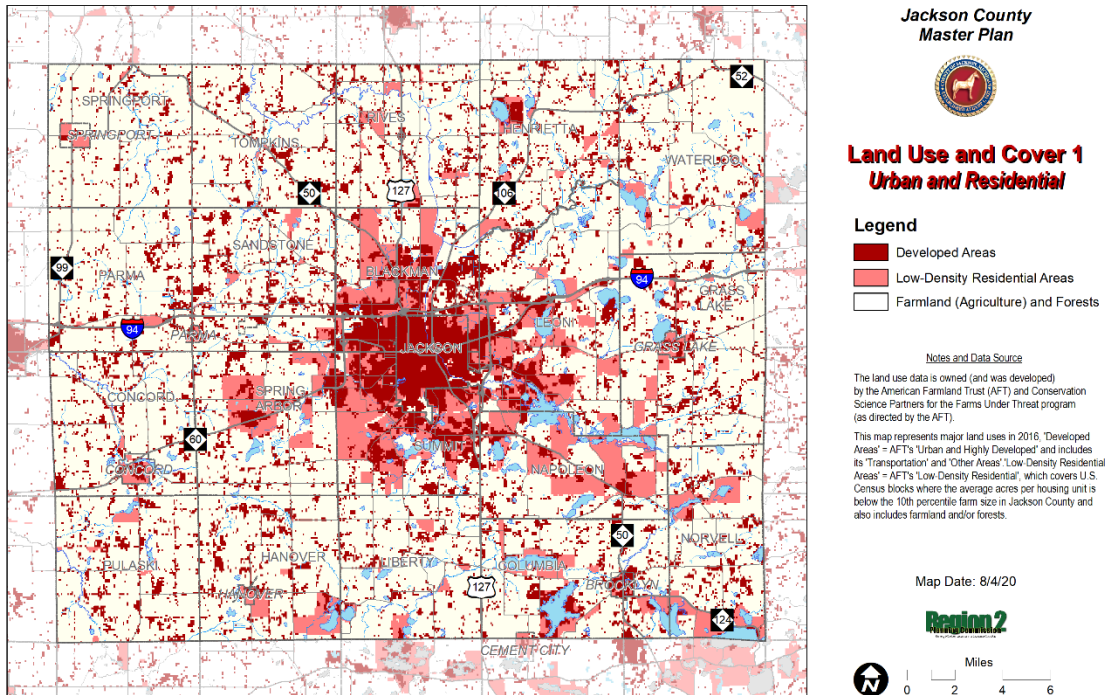 52
SPRINGPORT
RIVES
HENRIETTA
SPRINGPORT
TOMPKINS
WATERLOO
50
127
106
SANDSTONE
99
PARMA
BLACKMAN
94
GRASS
LAKE
94
PARMA
LEONI
JACKSON
GRASS LAKE
CONCORD
SPRING
ARBOR
60
SUMMIT
CONCORD
NAPOLEON
50
NORVELL
PULASKI
HANOVER
LIBERTY
COLUMBIA
HANOVER
127
BROOKLYN
124
CEMENT CITY
Jackson County
Master Plan
Land Use and Cover 1
Urban and Residential
Legend
Developed Areas
Low-Density Residential Areas
Farmland (Agriculture) and Forests
Notes and Data Source
The land use data is owned (and was developed)
by the American Farmland Trust (AFT) and Conservation
Science Partners for the Farms Under Threat program
(as directed by the AFT).
This map represents major land uses in 2016, 'Developed
Areas' = AFT's 'Urban and Highly Developed' and includes
its 'Transportation' and 'Other Areas'.'Low-Density Residential
Areas' = AFT's 'Low-Density Residential', which covers U.S.
Census blocks where the average acres per housing unit is
below the 10th percentile farm size in Jackson County and
also includes farmland and/or forests.
Map Date: 8/4/20
Region 2
Planning Commission
N
Miles
0 1 2 4 6